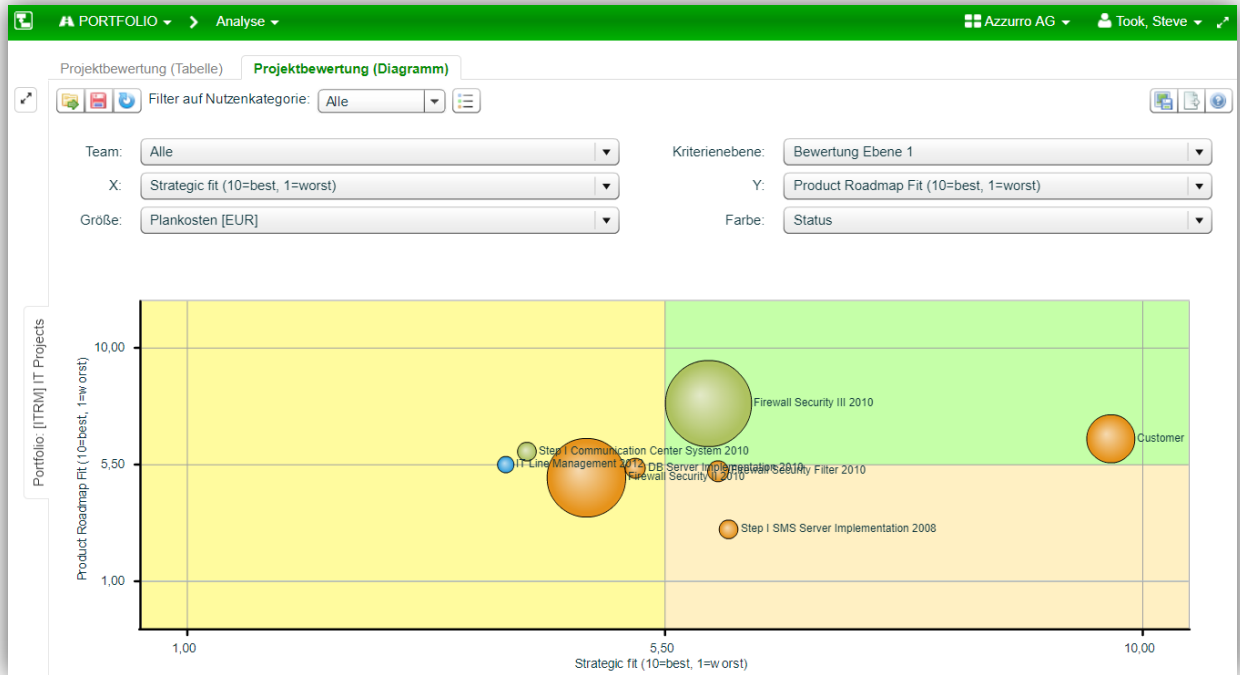 PORTFOLIO Analyse Azzurro AG Took, Steve
Projektbewertung (Tabelle) Projektbewertung (Diagramm)
Filter auf Nutzenkategorie: Alle
Team: Alle Kriterienebene: Bewertung Ebene 1
X: Strategic fit (10=best, 1=worst) Y: Product Roadmap Fit (10=best, 1=worst)
Größe: Plankosten [EUR] Farbe: Status
Portfolio: [ITRM] IT Projects
Product Roadmap Fit (10=best, 1=w orst)
10,00
Firewall Security III 2010
Customer
Step I Communication Center System 2010
5,50
IT Line Management 2012
DB Server Implementation 2010
Firewall Security Filter 2010
Firewall Security II 2010
Step I SMS Server Implementation 2008
1,00
1,00 5,50 10,00
Strategic fit (10=best, 1=w orst)